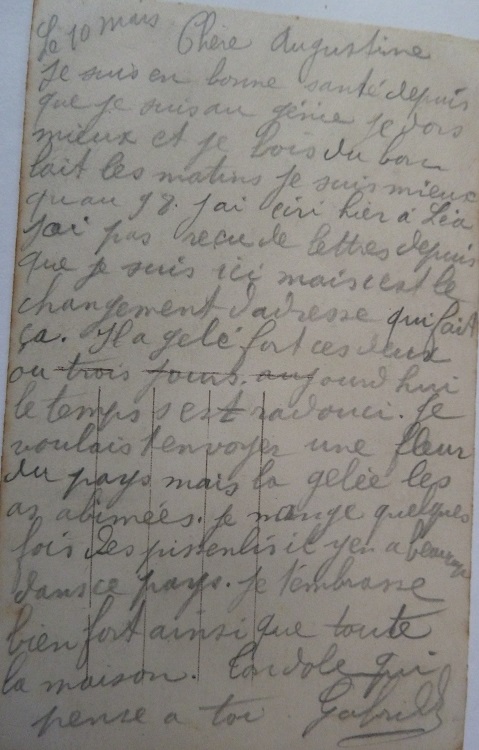 Le 10 mars Chère Augustine
Je suis en bonne santé depuis
que je suis au génie je dors
mieux et je bois du bon
lait les matins je suis mieux
qu au 98. J ai écri hier à Léa
J ai pas recu de lettres depuis
que je suis ici mais c est le
changement d adresse qui fait
ça. Il a gelé fort ces deux
ou trois jours. aujourd hui
le temps s est radouci. Je
voulais t envoyer une fleur
du pays mais la gelée les
as abimées. je mange quelques
fois des pissenlis il y en a beaucoup
dans ce pays. je t embrasse
bien fort ainsi que toute
la maison. qui
pense a toi Gabriel